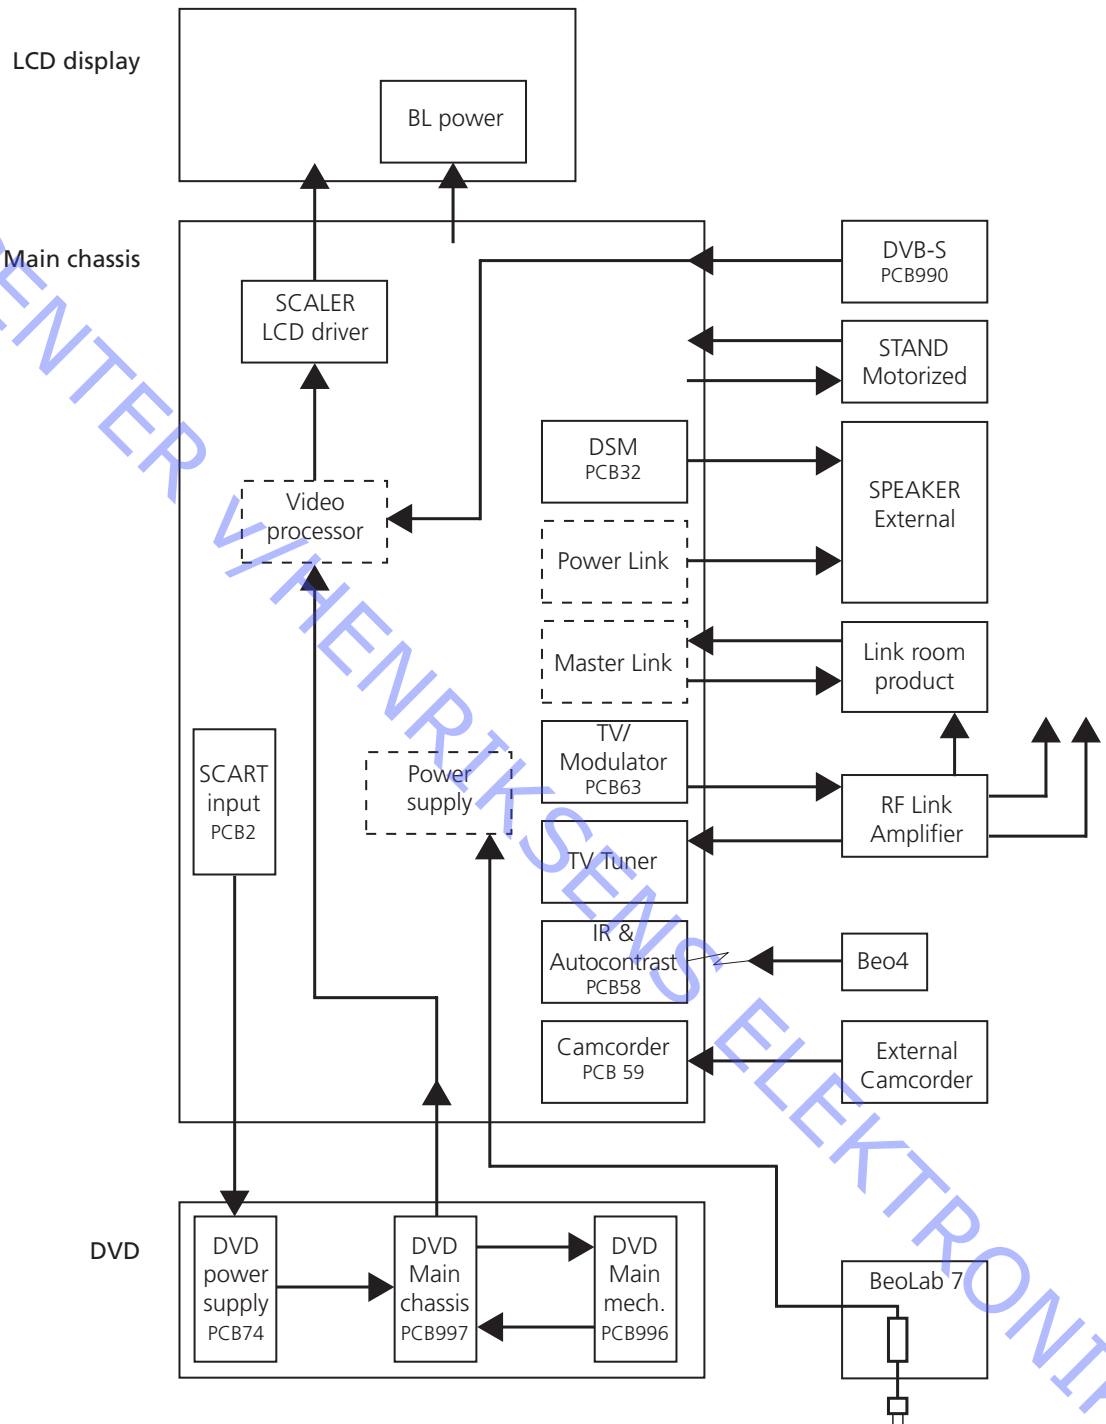 LCD display
BL power
Main chassis
DVB-S
PCB990
SCALER
LCD driver
STAND
Motorized
DSM
PCB32
SPEAKER
External
Video
processor
Power Link
Master Link
Link room
product
TV/
Modulator
PCB63
SCART
input
PCB2
Power
supply
RF Link
Amplifier
TV Tuner
IR &
Autocontrast
PCB58
Beo4
Camcorder
PCB 59
External
Camcorder
DVD
DVD
power
supply
PCB74
DVD
Main
chassis
PCB997
DVD
Main
mech.
PCB996
BeoLab 7
ENTER v/HENRIKSENS ELEKTRONIK